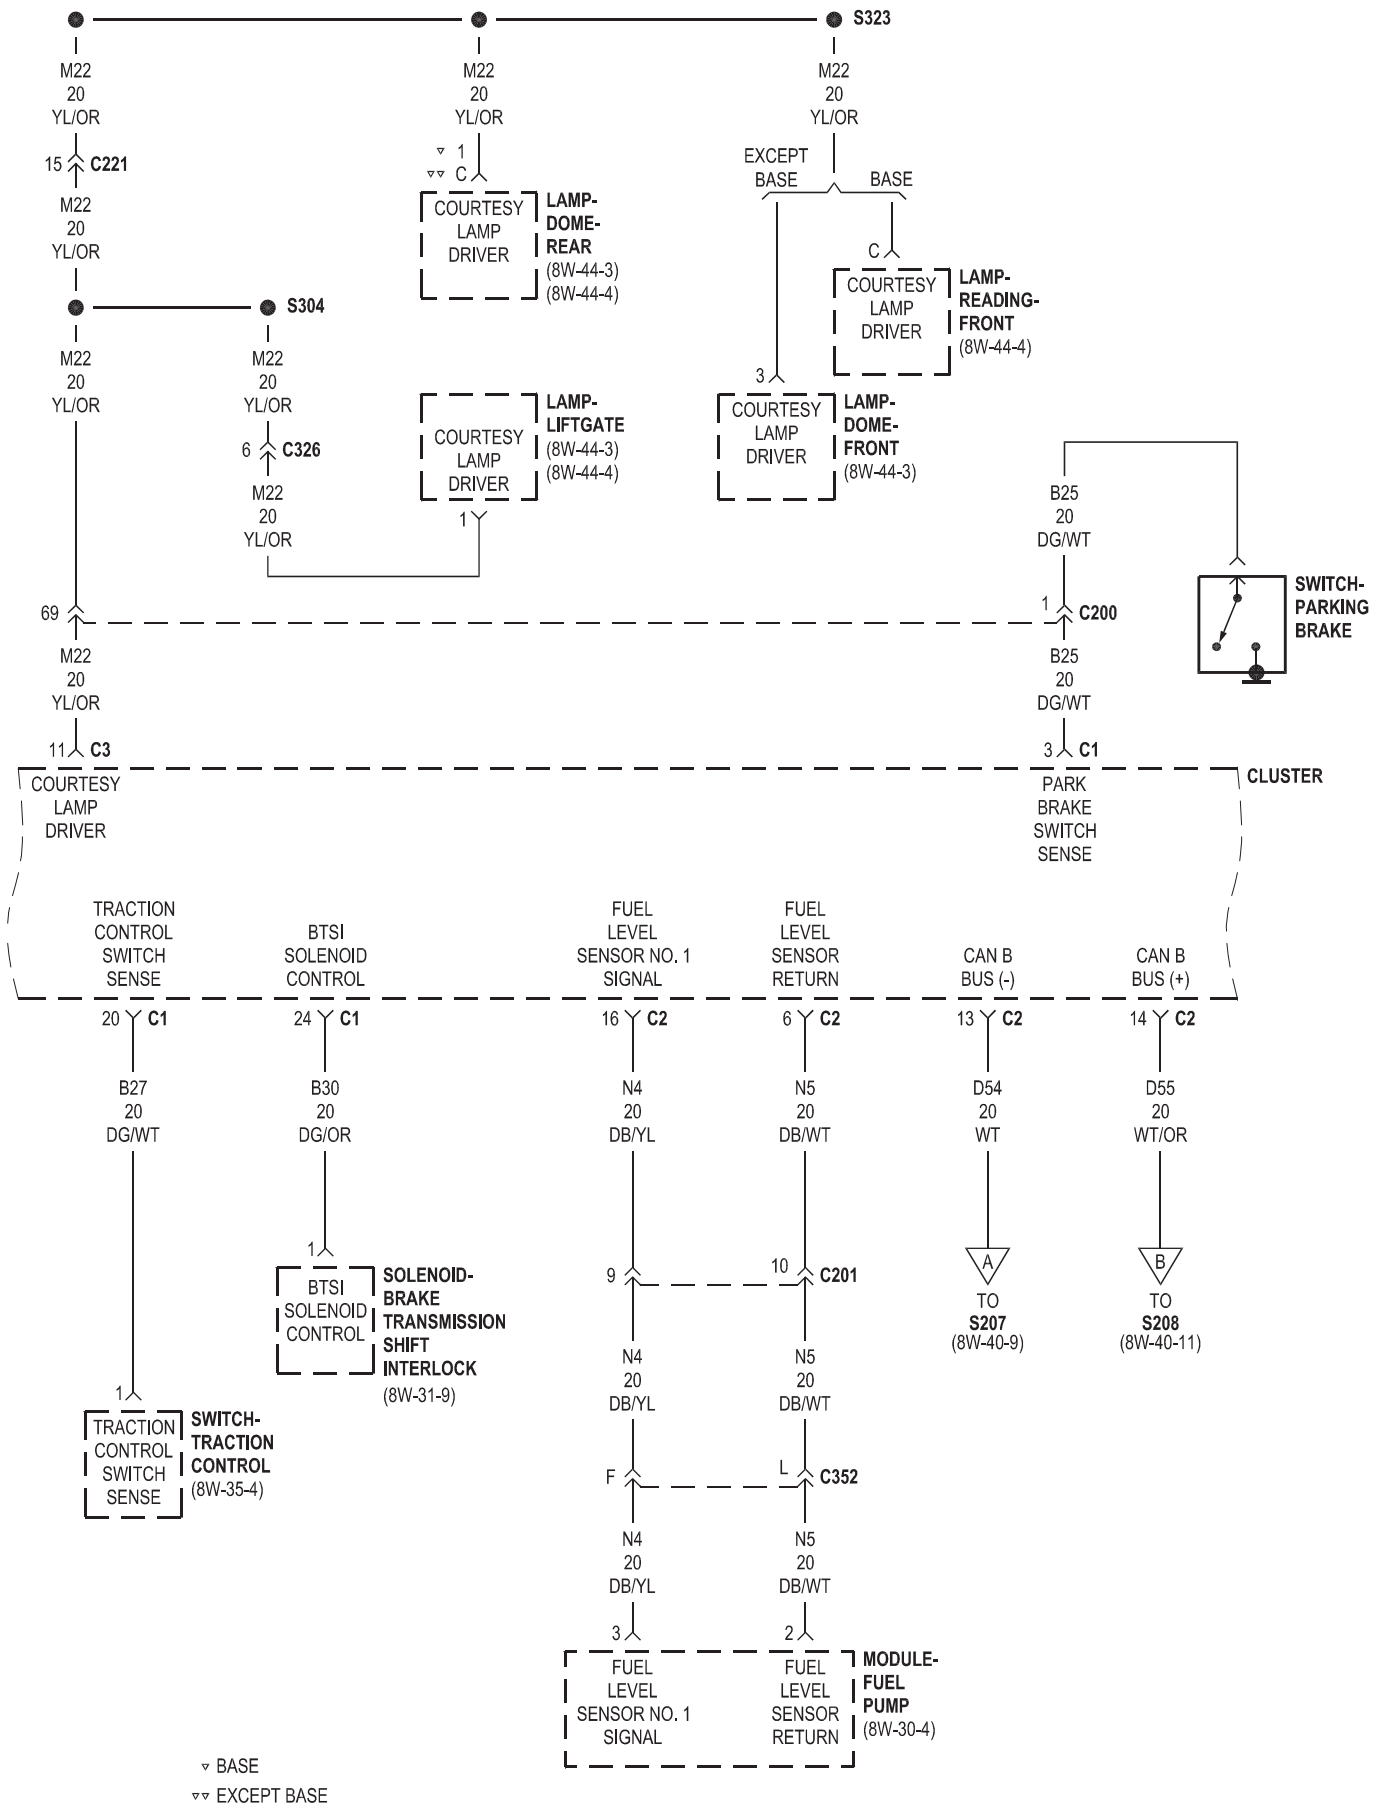 S323
M22
20
YL/OR
M22
20
YL/OR
M22
20
YL/OR
15 C221
▿ 1
▿▿ C
EXCEPT
BASE
BASE
M22
20
YL/OR
COURTESY
LAMP
DRIVER
LAMP-
DOME-
REAR
(8W-44-3)
(8W-44-4)
C
COURTESY
LAMP
DRIVER
LAMP-
READING-
FRONT
(8W-44-4)
S304
M22
20
YL/OR
M22
20
YL/OR
6 C326
M22
20
YL/OR
COURTESY
LAMP
DRIVER
LAMP-
LIFTGATE
(8W-44-3)
(8W-44-4)
1
3
COURTESY
LAMP
DRIVER
LAMP-
DOME-
FRONT
(8W-44-3)
B25
20
DG/WT
SWITCH-
PARKING
BRAKE
69
1 C200
M22
20
YL/OR
B25
20
DG/WT
11 C3
3 C1
CLUSTER
COURTESY
LAMP
DRIVER
PARK
BRAKE
SWITCH
SENSE
TRACTION
CONTROL
SWITCH
SENSE
BTSI
SOLENOID
CONTROL
FUEL
LEVEL
SENSOR NO. 1
SIGNAL
FUEL
LEVEL
SENSOR
RETURN
CAN B
BUS (-)
CAN B
BUS (+)
20 C1
24 C1
16 C2
6 C2
13 C2
14 C2
B27
20
DG/WT
B30
20
DG/OR
N4
20
DB/YL
N5
20
DB/WT
D54
20
WT
D55
20
WT/OR
1
BTSI
SOLENOID
CONTROL
SOLENOID-
BRAKE
TRANSMISSION
SHIFT
INTERLOCK
(8W-31-9)
9
10 C201
A
TO
S207
(8W-40-9)
B
TO
S208
(8W-40-11)
N4
20
DB/YL
N5
20
DB/WT
1
TRACTION
CONTROL
SWITCH
SENSE
SWITCH-
TRACTION
CONTROL
(8W-35-4)
F
L C352
N4
20
DB/YL
N5
20
DB/WT
3
2
FUEL
LEVEL
SENSOR NO. 1
SIGNAL
FUEL
LEVEL
SENSOR
RETURN
MODULE-
FUEL
PUMP
(8W-30-4)
▿ BASE
▿▿ EXCEPT BASE